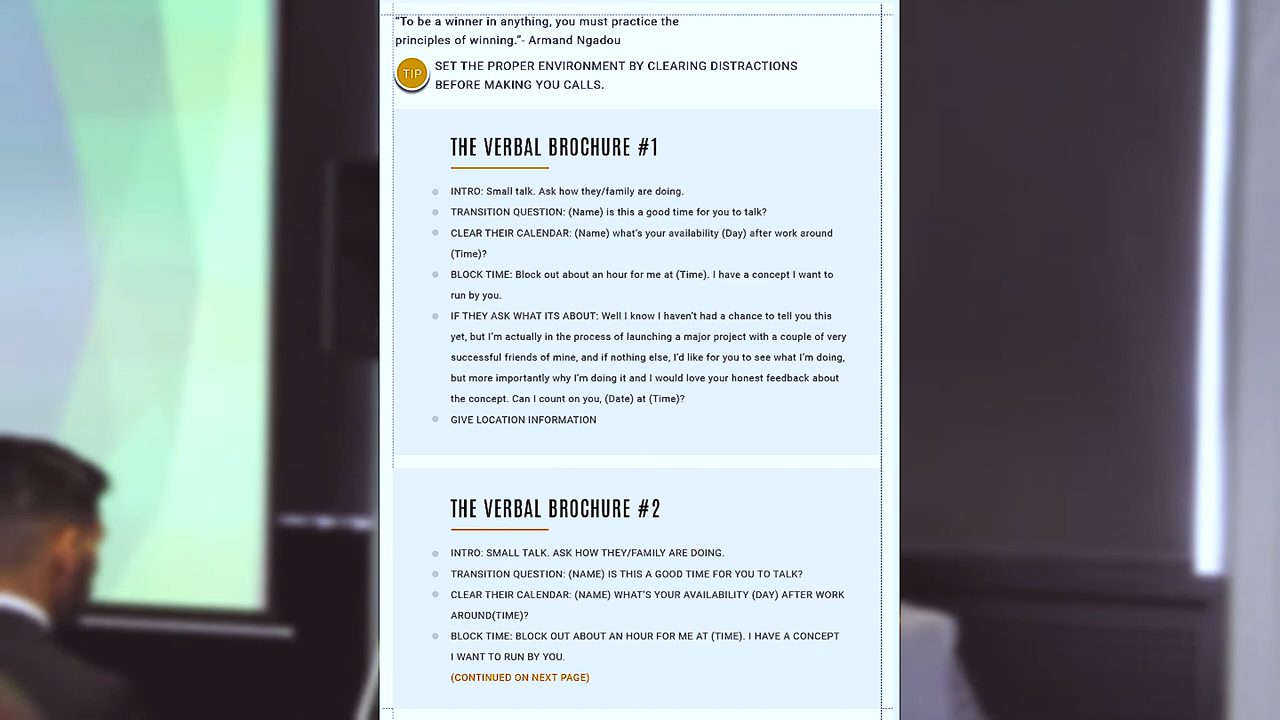 “To be a winner in anything, you must practice the
principles of winning.”- Armand Ngadou
TIP
SET THE PROPER ENVIRONMENT BY CLEARING DISTRACTIONS
BEFORE MAKING YOU CALLS.
THE VERBAL BROCHURE #1
INTRO: Small talk. Ask how they/family are doing.
TRANSITION QUESTION: (Name) is this a good time for you to talk?
CLEAR THEIR CALENDAR: (Name) what's your availability (Day) after work around
(Time)?
BLOCK TIME: Block out about an hour for me at (Time). I have a concept I want to
run by you.
IF THEY ASK WHAT ITS ABOUT: Well I know I haven't had a chance to tell you this
yet, but I'm actually in the process of launching a major project with a couple of very
successful friends of mine, and if nothing else, I'd like for you to see what I'm doing,
but more importantly why I'm doing it and I would love your honest feedback about
the concept. Can I count on you, (Date) at (Time)?
GIVE LOCATION INFORMATION
THE VERBAL BROCHURE #2
INTRO: SMALL TALK. ASK HOW THEY/FAMILY ARE DOING.
TRANSITION QUESTION: (NAME) IS THIS A GOOD TIME FOR YOU TO TALK?
CLEAR THEIR CALENDAR: (NAME) WHAT'S YOUR AVAILABILITY (DAY) AFTER WORK
AROUND(TIME)?
BLOCK TIME: BLOCK OUT ABOUT AN HOUR FOR ME AT (TIME). I HAVE A CONCEPT
I WANT TO RUN BY YOU.
(CONTINUED ON NEXT PAGE)